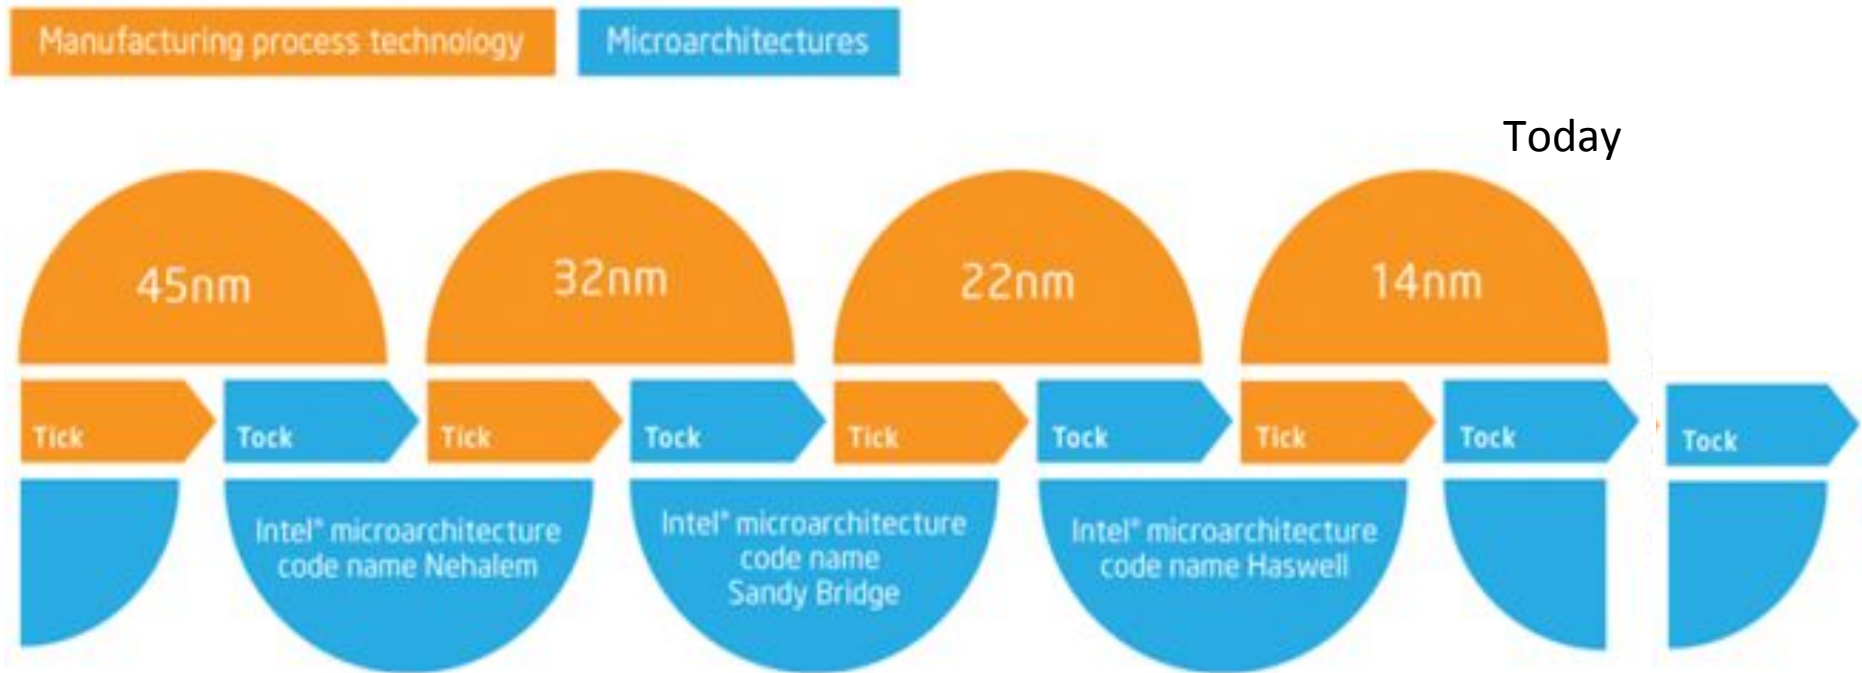 Manufacturing process technology
Microarchitectures
Today
45nm
32nm
22nm
14nm
Tick
Tock
Tick
Tock
Tick
Tock
Tick
Tock
Tock
Intel® microarchitecture
code name Nehalem
Intel® microarchitecture
code name
Sandy Bridge
Intel® microarchitecture
code name Haswell